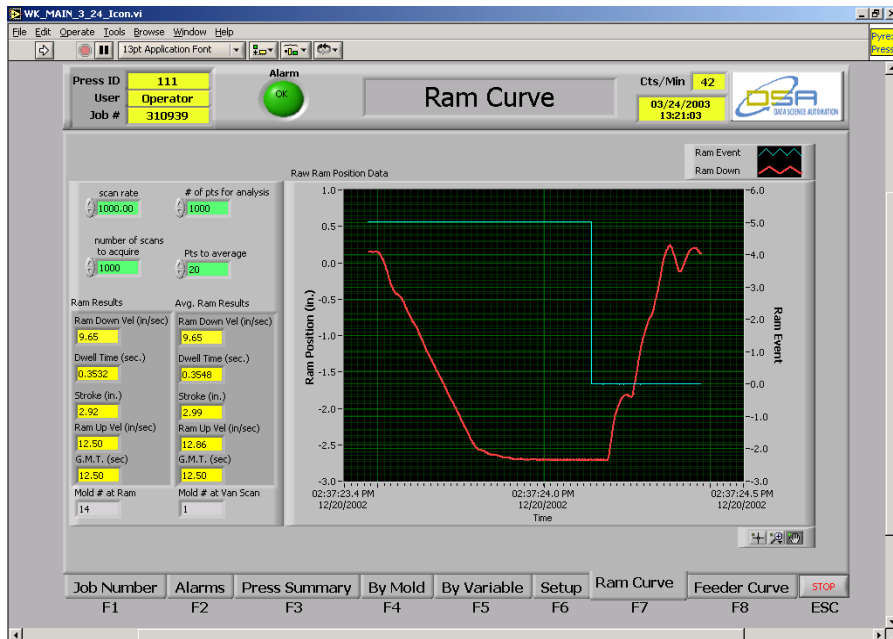 WK_MAIN_3_24_Icon.vi
File Edit Operate Tools Browse Window Help
13pt Application Font
Pyrex
Press
Press ID 111
User Operator
Job # 310939
Alarm
OK
Ram Curve
Cts/Min 42
03/24/2003
13:21:03
DSA
DATA SCIENCE AUTOMATION
Ram Event
Ram Down
Raw Ram Position Data
scan rate
1000.00
# of pts for analysis
1000
number of scans
to acquire
1000
Pts to average
20
Ram Results
Ram Down Vel (in/sec)
9.65
Dwell Time (sec.)
0.3532
Stroke (in.)
2.92
Ram Up Vel (in/sec)
12.50
G.M.T. (sec)
12.50
Mold # at Ram
14
Avg. Ram Results
Ram Down Vel (in/sec)
9.65
Dwell Time (sec.)
0.3548
Stroke (in.)
2.99
Ram Up Vel (in/sec)
12.86
G.M.T. (sec)
12.50
Mold # at Van Scan
1
Ram Position (in.)
1.0
0.5
0.0
-0.5
-1.0
-1.5
-2.0
-2.5
-3.0
6.0
5.0
4.0
3.0
2.0
1.0
0.0
-1.0
-2.0
-3.0
Ram Event
02:37:23.4 PM
12/20/2002
02:37:24.0 PM
12/20/2002
02:37:24.5 PM
12/20/2002
Time
Job Number Alarms Press Summary By Mold By Variable Setup Ram Curve Feeder Curve STOP
F1 F2 F3 F4 F5 F6 F7 F8 ESC